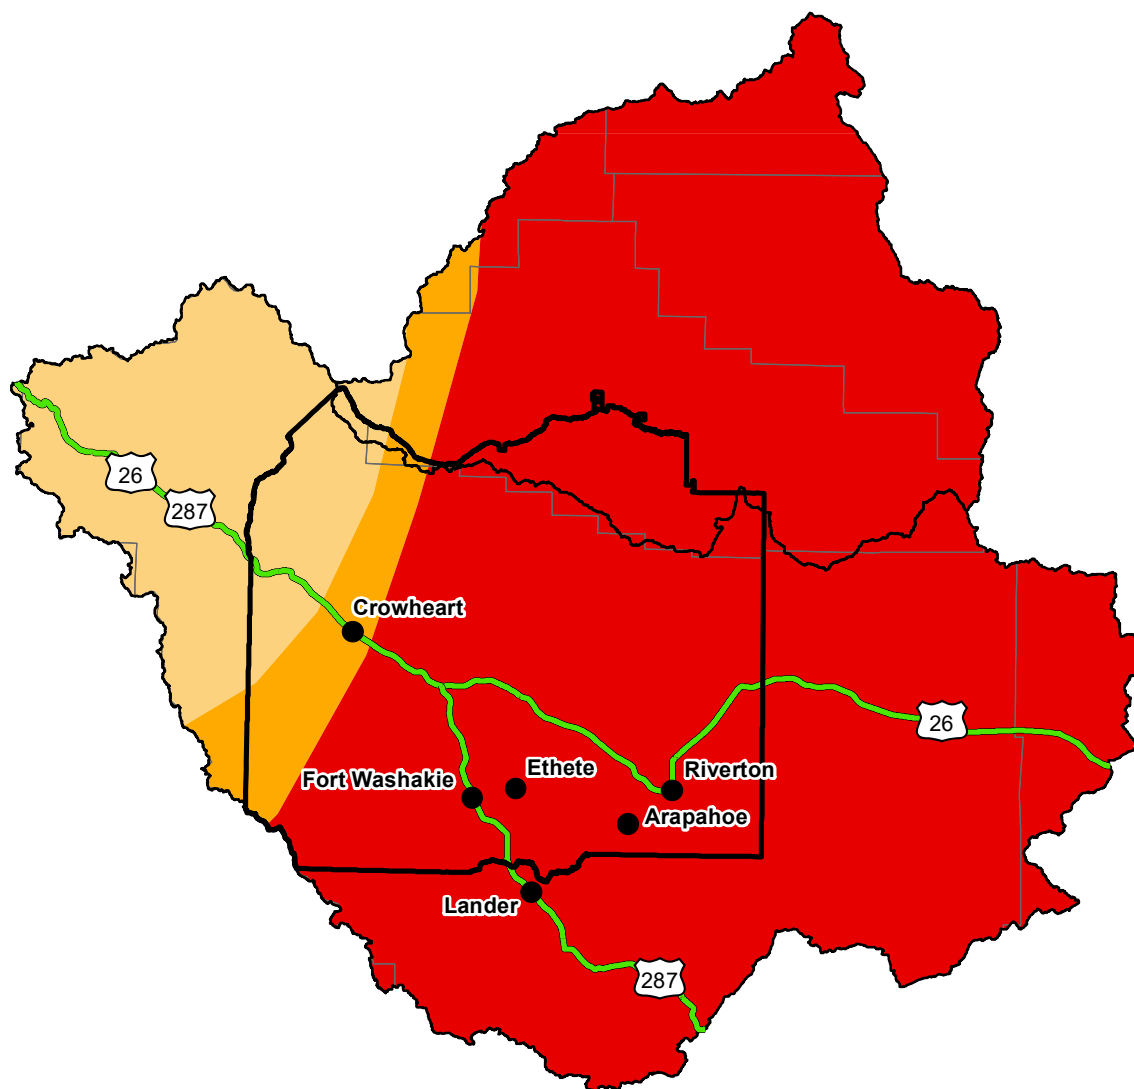 26
287
Crowheart
26
Ethete
Riverton
Fort Washakie
Arapahoe
Lander
287